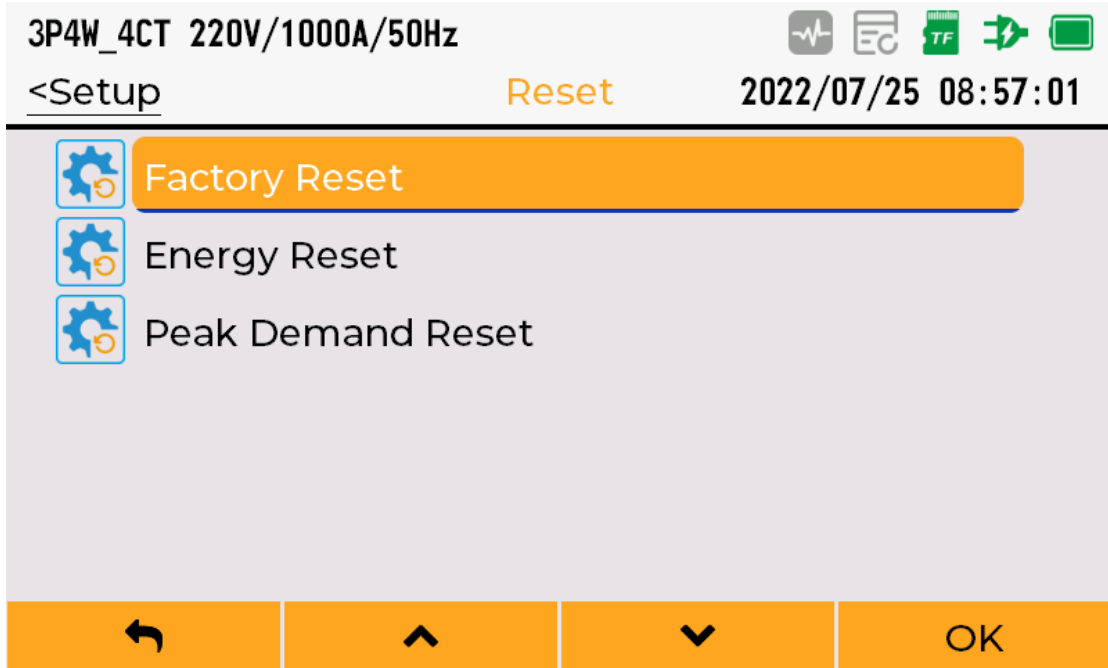 3P4W_4CT 220V/1000A/50Hz TF
<Setup Reset 2022/07/25 08:57:01
Factory Reset
Energy Reset
Peak Demand Reset
OK